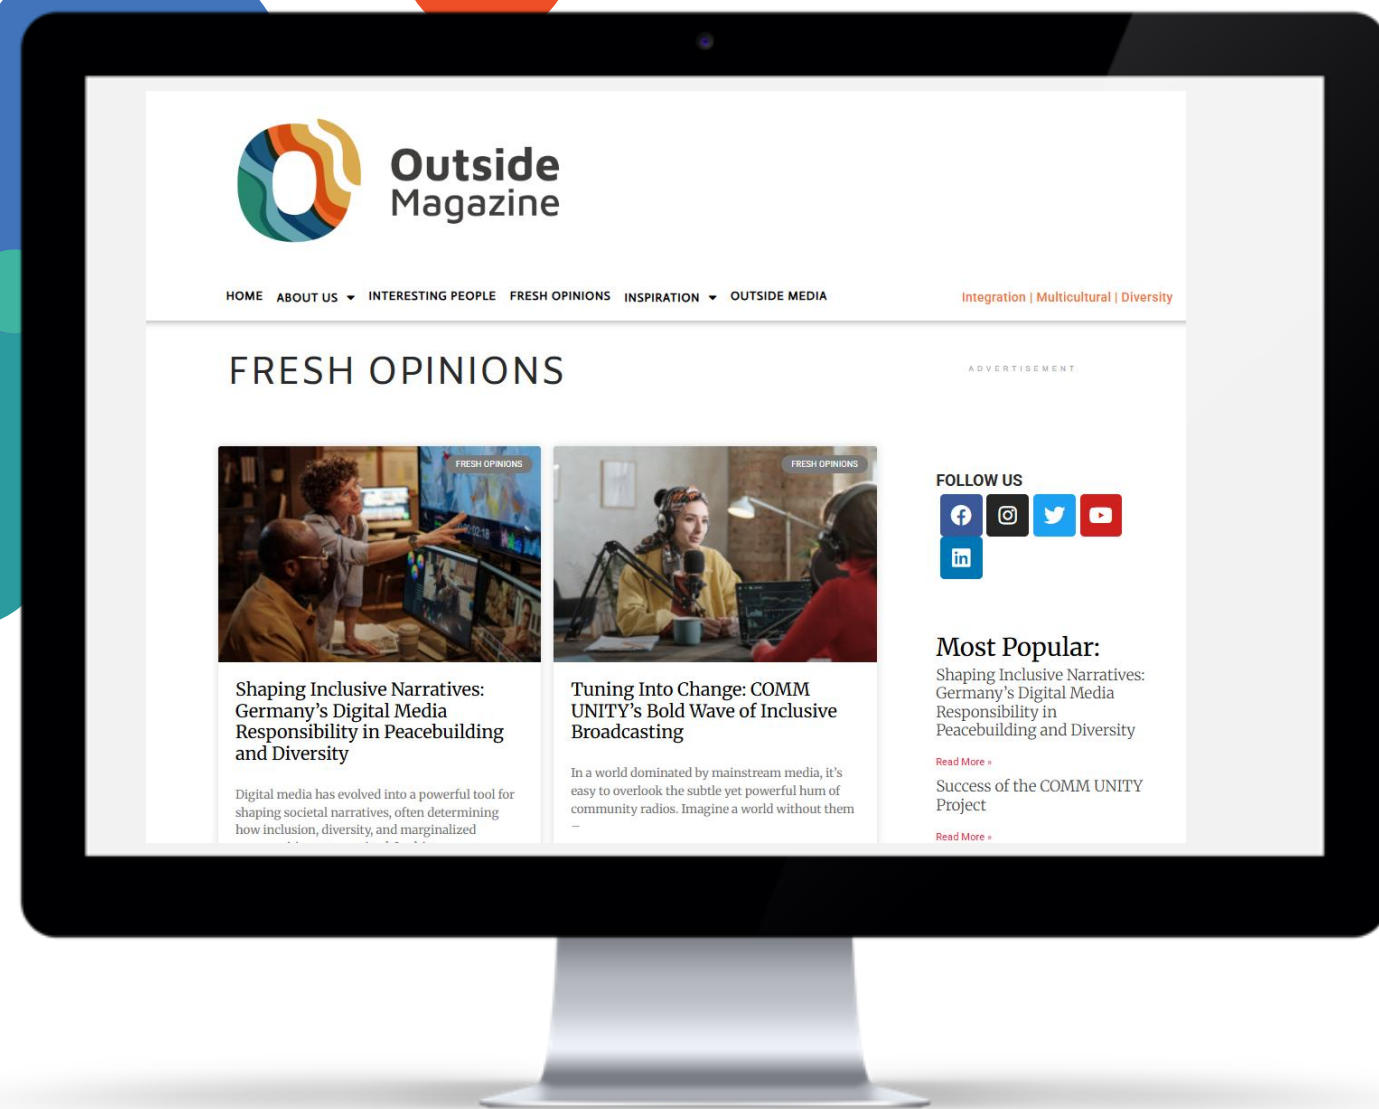 Outside
Magazine
HOME ABOUT US INTERESTING PEOPLE FRESH OPINIONS INSPIRATION OUTSIDE MEDIA
Integration | Multicultural | Diversity
FRESH OPINIONS
ADVERTISEMENT
FRESH OPINIONS
Shaping Inclusive Narratives:
Germany’s Digital Media
Responsibility in Peacebuilding
and Diversity
Digital media has evolved into a powerful tool for
shaping societal narratives, often determining
how inclusion, diversity, and marginalized
FRESH OPINIONS
Tuning Into Change: COMM
UNITY’s Bold Wave of Inclusive
Broadcasting
In a world dominated by mainstream media, it’s
easy to overlook the subtle yet powerful hum of
community radios. Imagine a world without them
–
FOLLOW US
Most Popular:
Shaping Inclusive Narratives:
Germany’s Digital Media
Responsibility in
Peacebuilding and Diversity
Read More »
Success of the COMM UNITY
Project
Read More »